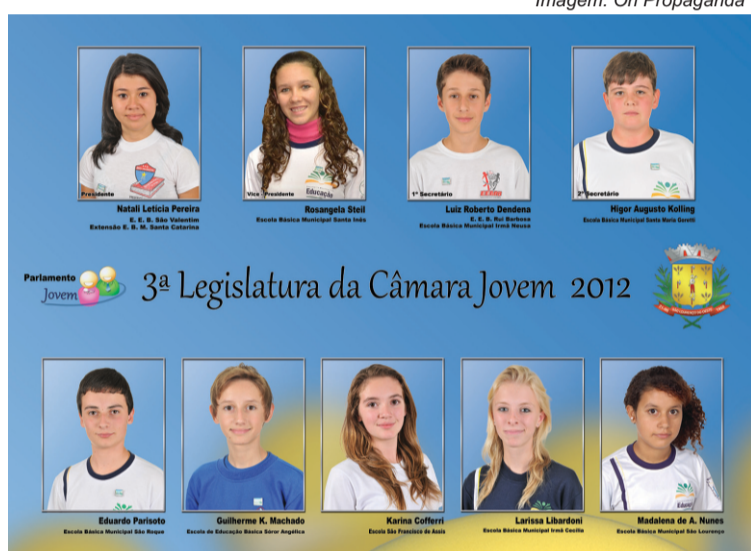 Imagem: On Propaganda
Presidente
Natali Leticia Pereira
E. E. B. São Valentim
Extensão E. B. M. Santa Catarina
Vice - Presidente
Educação
Rosangela Steil
Escola Básica Municipal Santa Inês
1º Secretário
Luiz Roberto Dendena
E. E. B. Rui Barbosa
Escola Básica Municipal Irmã Neusa
2º Secretário
Higor Augusto Kolling
Escola Básica Municipal Santa Maria Goretti
Parlamento
Jovem
3ª Legislatura da Câmara Jovem 2012
Eduardo Parisoto
Escola Básica Municipal São Roque
Guilherme K. Machado
Escola de Educação Básica Sóror Angélica
Karina Cofferri
Escola São Francisco de Assis
Larissa Libardoni
Escola Básica Municipal Irmã Cecília
Madalena de A. Nunes
Escola Básica Municipal São Lourenço